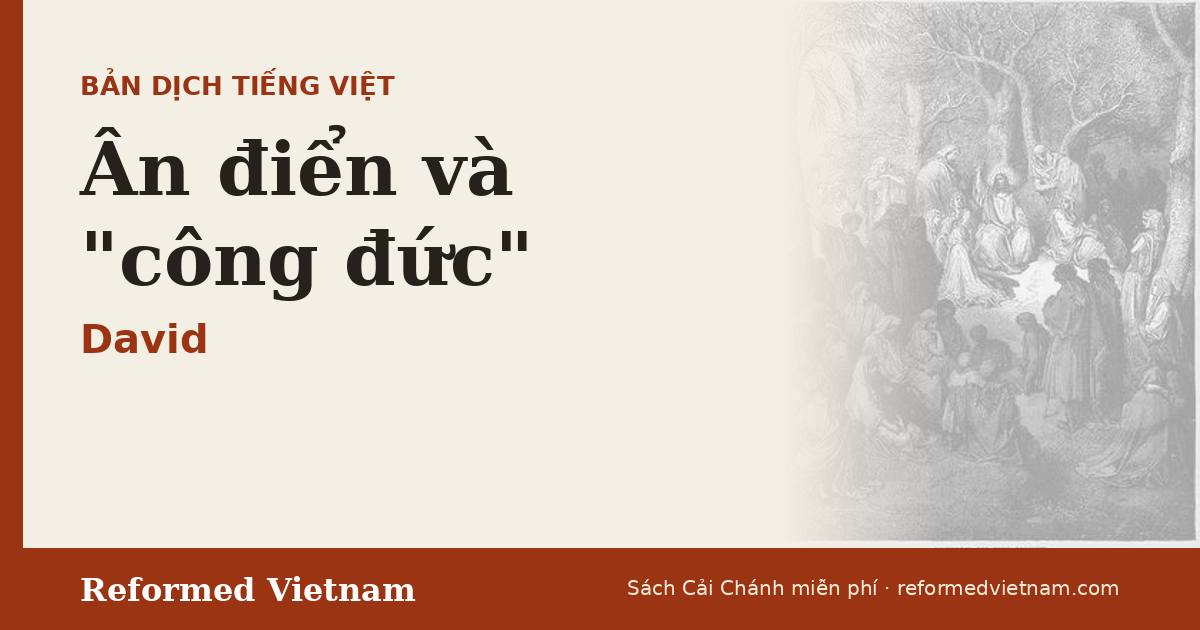 BẢN DỊCH TIẾNG VIỆT
Ân điển và
"công đức"
David
Reformed Vietnam
Sách Cải Chánh miễn phí · reformedvietnam.com